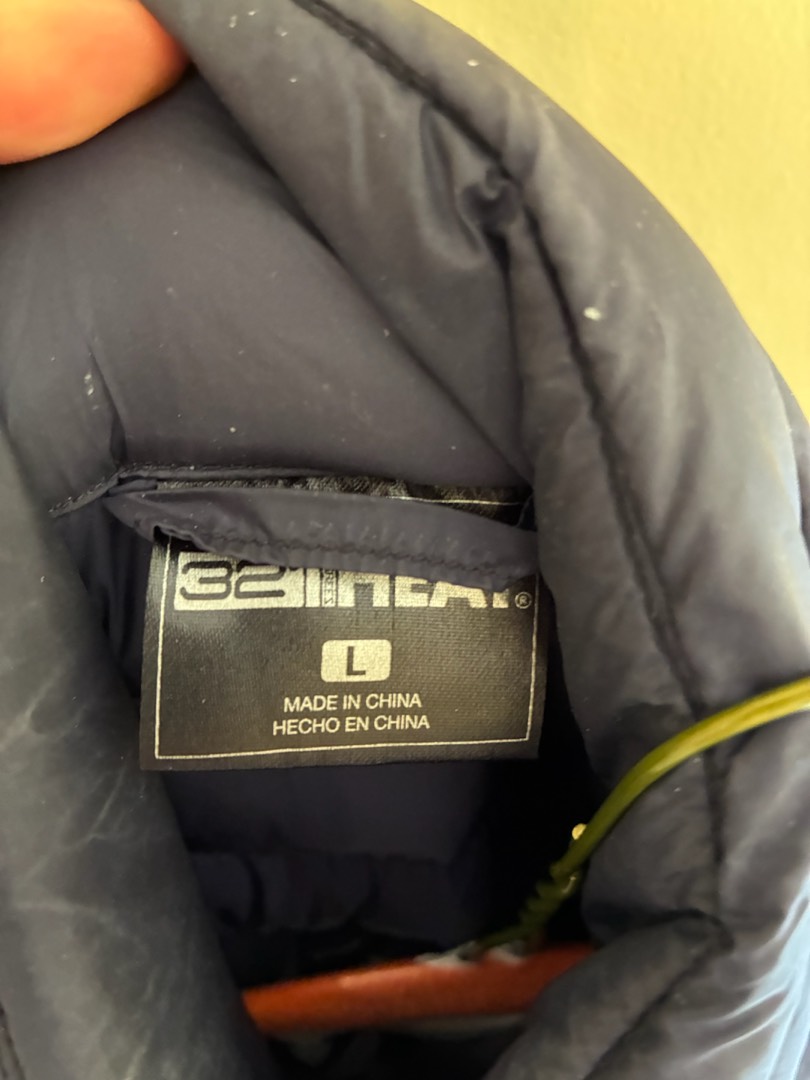 32° HEAT®
L
MADE IN CHINA
HECHO EN CHINA